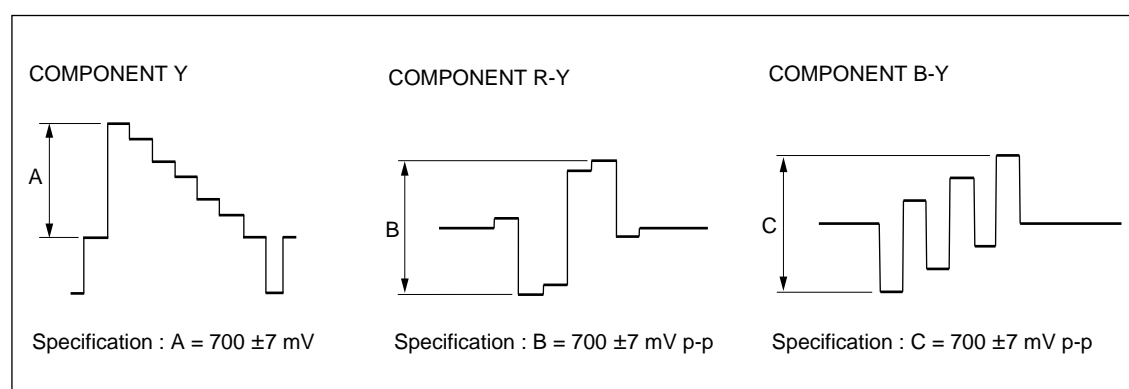 COMPONENT Y
A
Specification : A = 700 ±7 mV
COMPONENT R-Y
B
Specification : B = 700 ±7 mV p-p
COMPONENT B-Y
C
Specification : C = 700 ±7 mV p-p